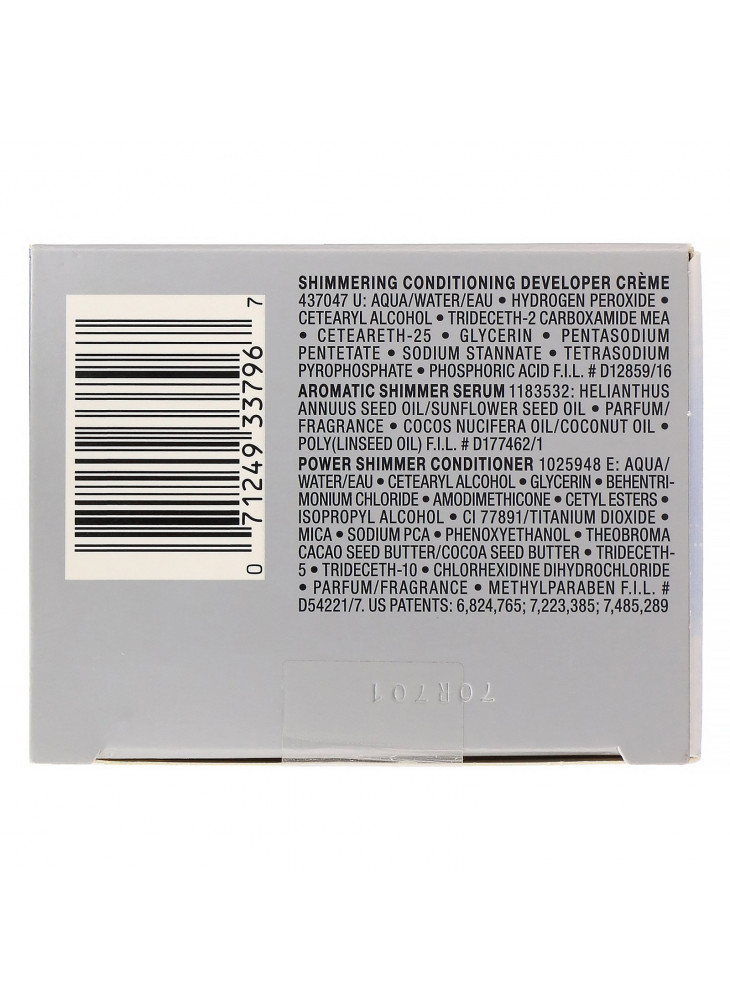 SHIMMERING CONDITIONING DEVELOPER CRÈME
437047 U: AQUA/WATER/EAU • HYDROGEN PEROXIDE •
CETEARYL ALCOHOL • TRIDECETH-2 CARBOXAMIDE MEA
• CETEARETH-25 • GLYCERIN • PENTASODIUM
PENTETATE • SODIUM STANNATE • TETRASODIUM
PYROPHOSPHATE • PHOSPHORIC ACID F.I.L. # D12859/16
AROMATIC SHIMMER SERUM 1183532: HELIANTHUS
ANNUUS SEED OIL/SUNFLOWER SEED OIL • PARFUM/
FRAGRANCE • COCOS NUCIFERA OIL/COCONUT OIL •
POLY(LINSEED OIL) F.I.L. # D177462/1
POWER SHIMMER CONDITIONER 1025948 E: AQUA/
WATER/EAU • CETEARYL ALCOHOL • GLYCERIN • BEHENTRI-
MONIUM CHLORIDE • AMODIMETHICONE • CETYL ESTERS •
ISOPROPYL ALCOHOL • CI 77891/TITANIUM DIOXIDE •
MICA • SODIUM PCA • PHENOXYETHANOL • THEOBROMA
CACAO SEED BUTTER/COCOA SEED BUTTER • TRIDECETH-
5 • TRIDECETH-10 • CHLORHEXIDINE DIHYDROCHLORIDE
• PARFUM/FRAGRANCE • METHYLPARABEN F.I.L. #
D54221/7. US PATENTS: 6,824,765; 7,223,385; 7,485,289
0 71249 33796 7
70R701